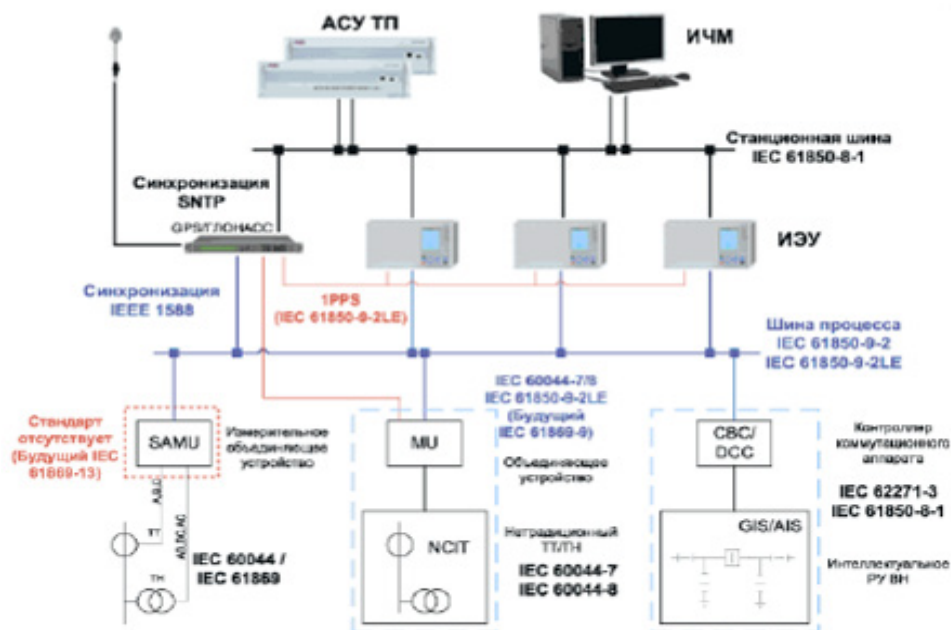 АСУ ТП
ИЧМ
Станционная шина
IEC 61850-8-1
Синхронизация
SNTP
GPS/ГЛОНАСС
ИЭУ
Синхронизация
IEEE 1588
1PPS
(IEC 61850-9-2LE)
Шина процесса
IEC 61850-9-2
IEC 61850-9-2LE
IEC 60044-7/8
IEC 61850-9-2LE
(Будущий
IEC 61869-9)
Стандарт
отсутствует
(Будущий IEC
61869-13)
SAMU
Измерительное
объединяющее
устройство
MU
Объединяющее
устройство
CBC/
DCC
Контроллер
коммутационного
аппарата
IEC 62271-3
IEC 61850-8-1
ТТ
ТН
IEC 60044 /
IEC 61869
NCIT
Нетрадиционный
ТТ/ТН
IEC 60044-7
IEC 60044-8
GIS/AIS
Интеллектуальное
РУ ВН